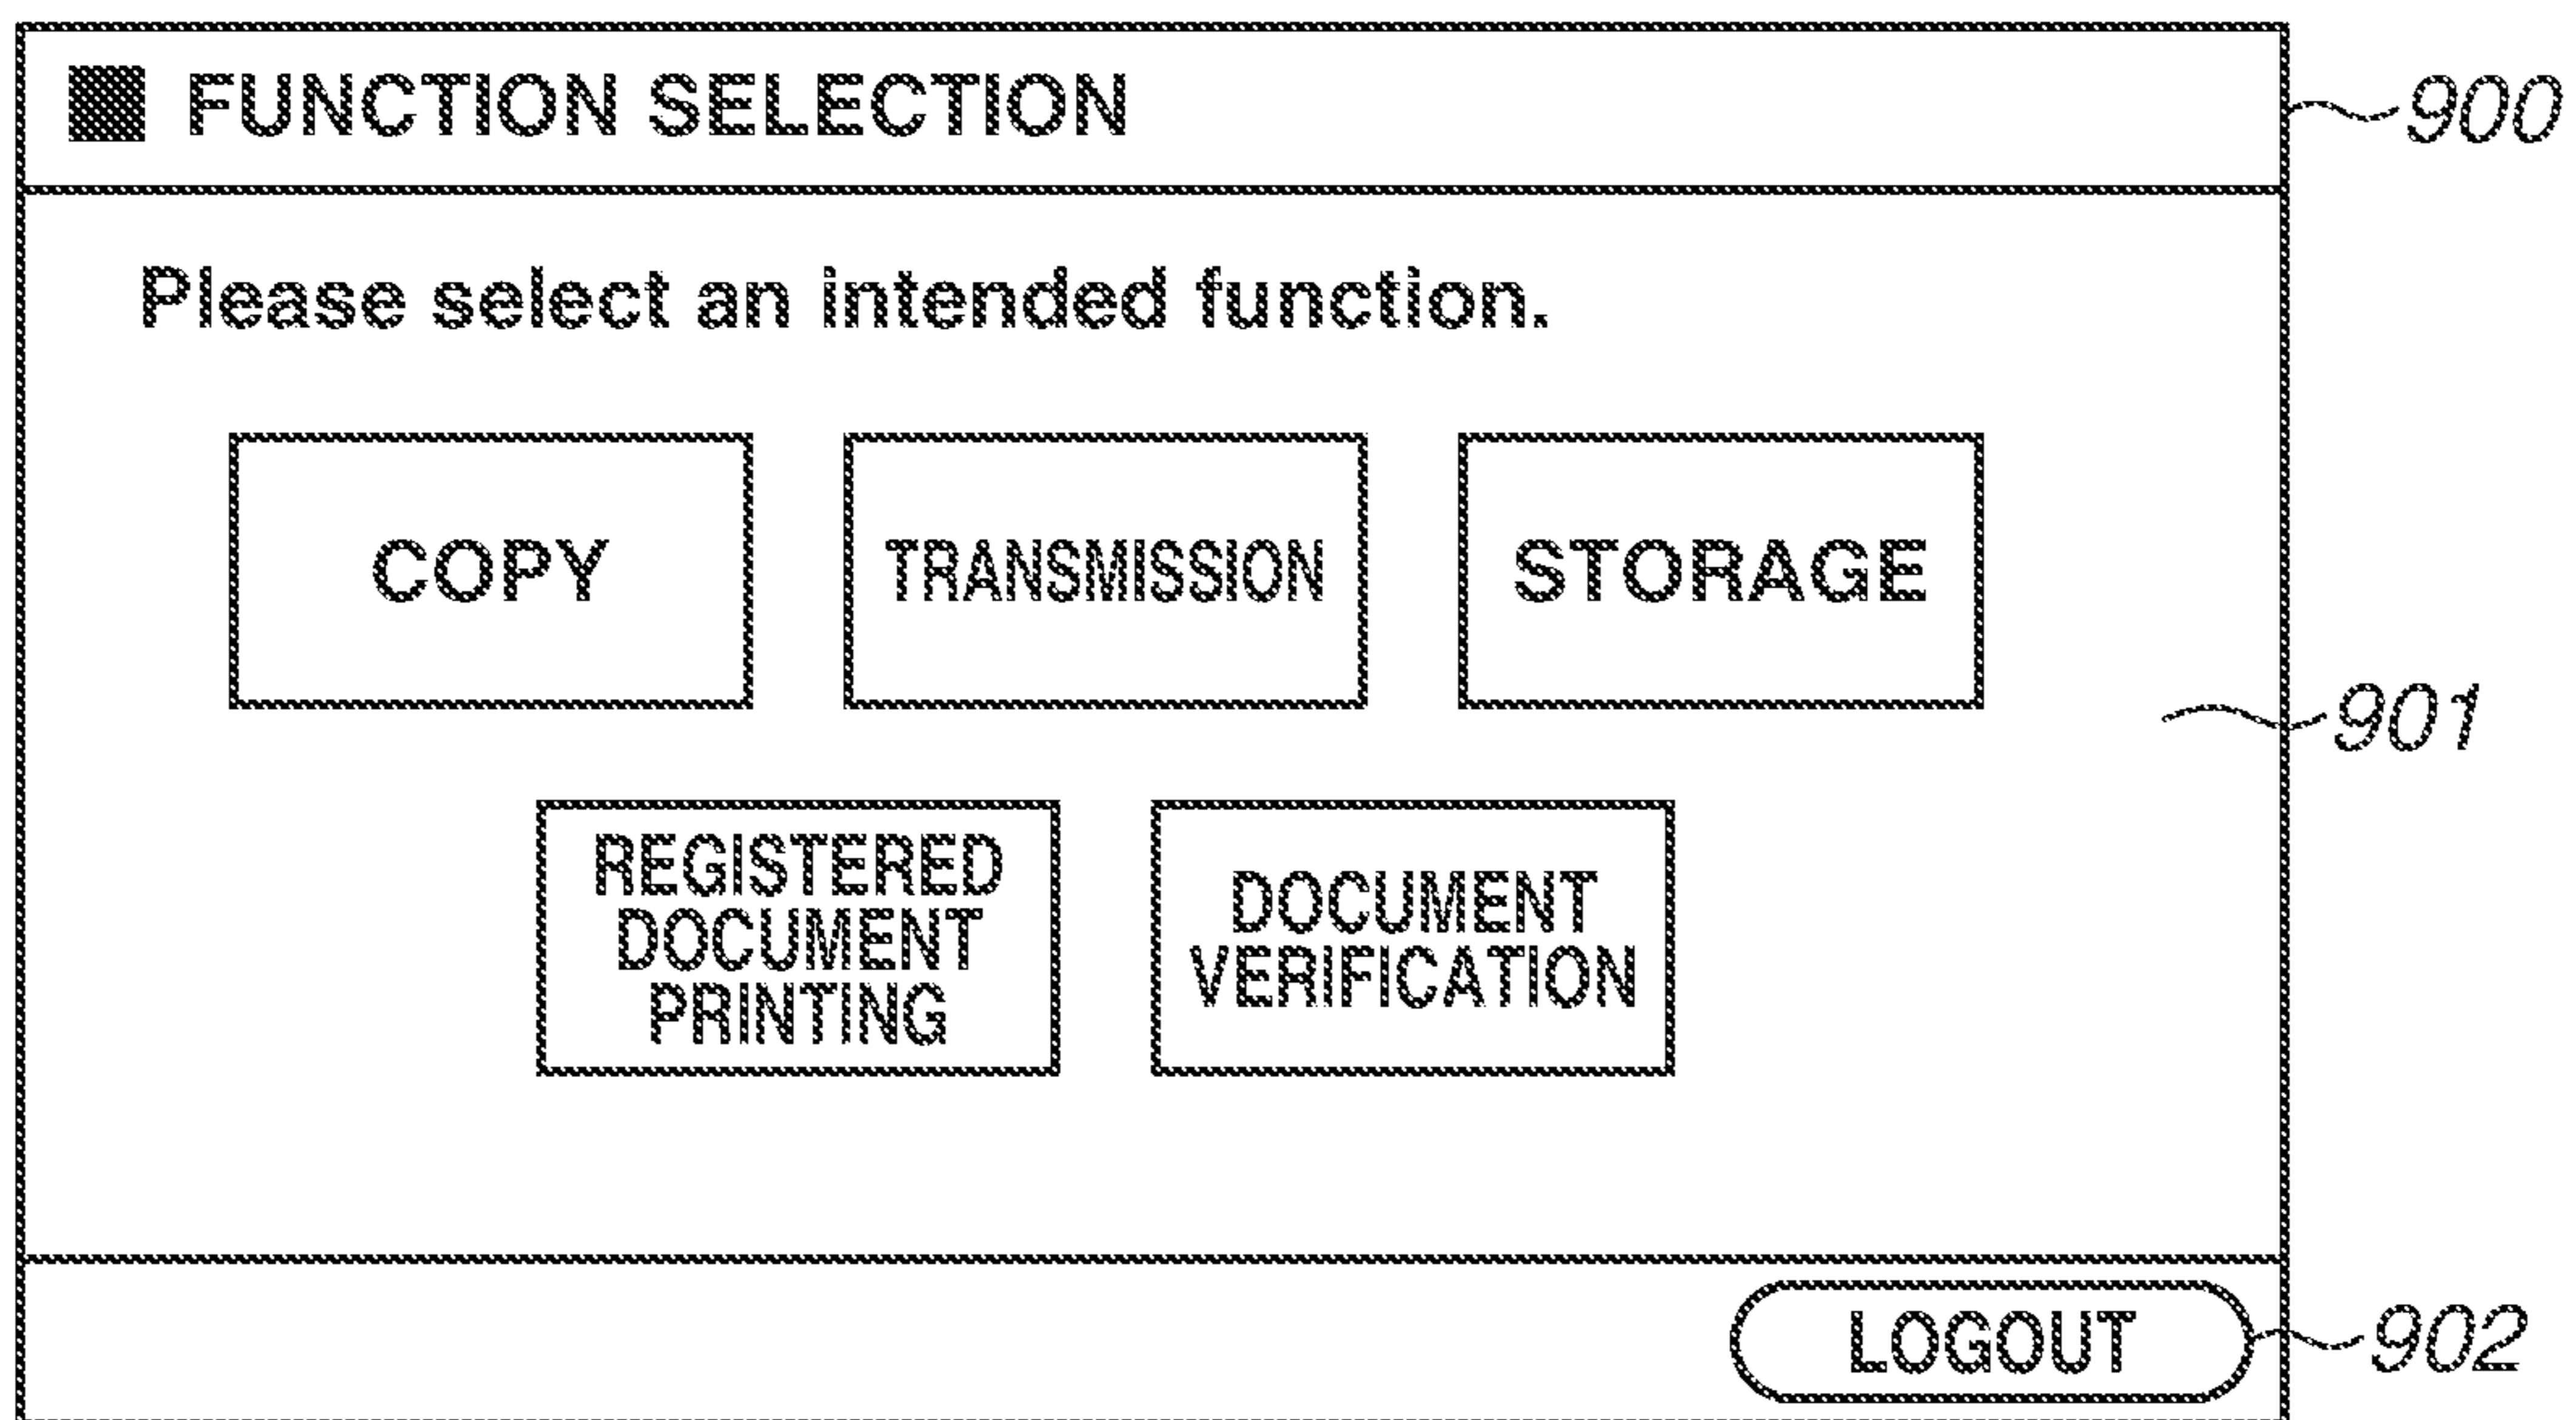 FUNCTION SELECTION
900
Please select an intended function.
COPY
TRANSMISSION
STORAGE
901
REGISTERED
DOCUMENT
PRINTING
DOCUMENT
VERIFICATION
LOGOUT
902